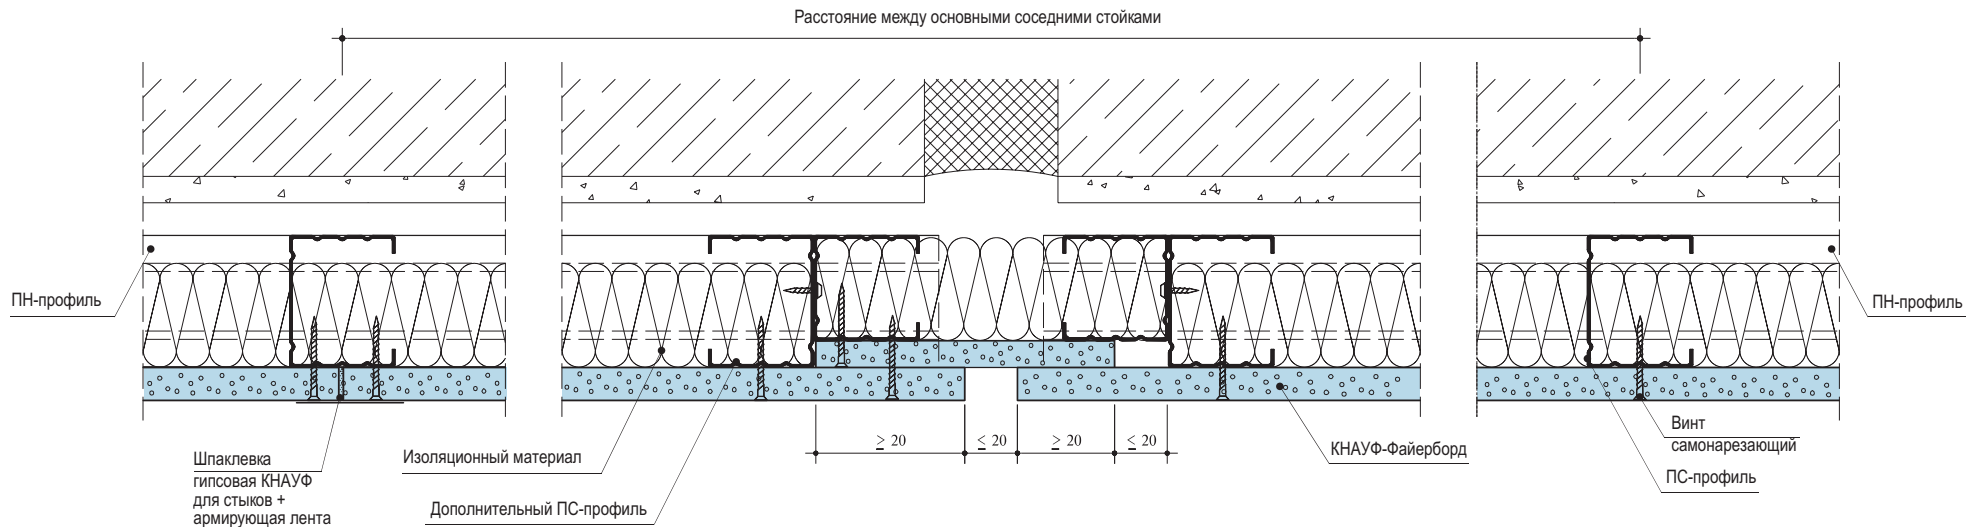 Расстояние между основными соседними стойками
ПН-профиль
ПН-профиль
≥ 20
≤ 20
≥ 20
≤ 20
Шпаклевка
гипсовая КНАУФ
для стыков +
армирующая лента
Изоляционный материал
Дополнительный ПС-профиль
КНАУФ-Файерборд
Винт
самонарезающий
ПС-профиль